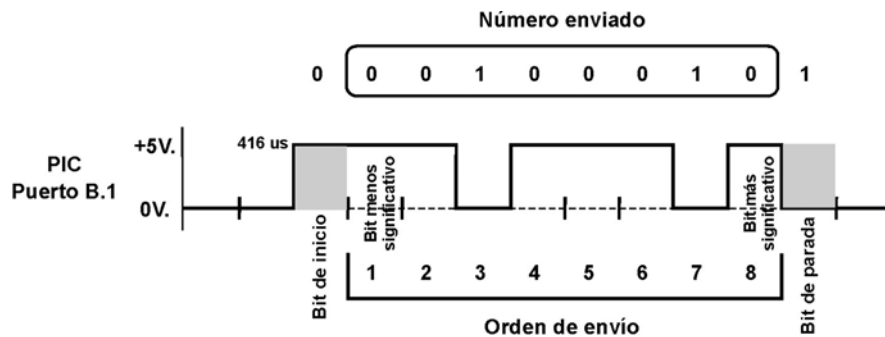 Número enviado
0 0 0 1 0 0 0 1 0 1
+5V.
416 us
PIC
Puerto B.1
0V.
Bit de inicio
Bit menos
significativo
Bit más
significativo
Bit de parada
1 2 3 4 5 6 7 8
Orden de envío